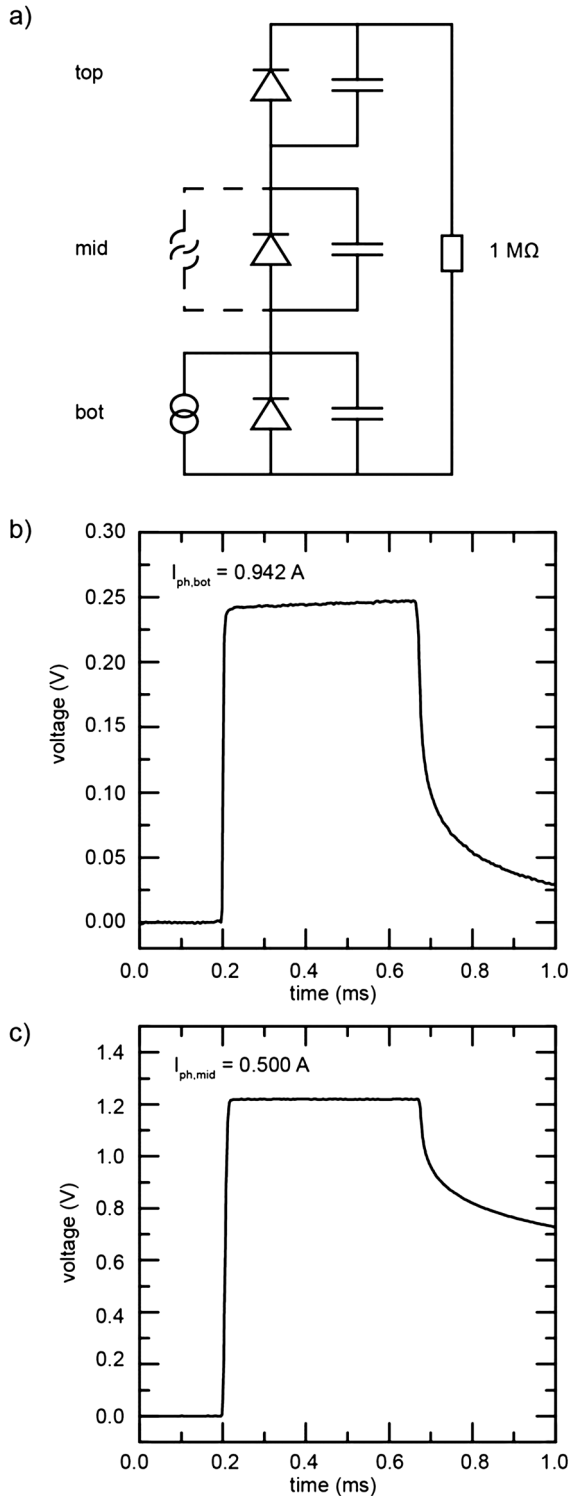 a)
top
mid
1 MΩ
bot
b)
0.30
I_ph,bot = 0.942 A
0.25
0.20
0.15
0.10
0.05
0.00
voltage (V)
0.0 0.2 0.4 0.6 0.8 1.0
time (ms)
c)
1.4
I_ph,mid = 0.500 A
1.2
1.0
0.8
0.6
0.4
0.2
0.0
voltage (V)
0.0 0.2 0.4 0.6 0.8 1.0
time (ms)